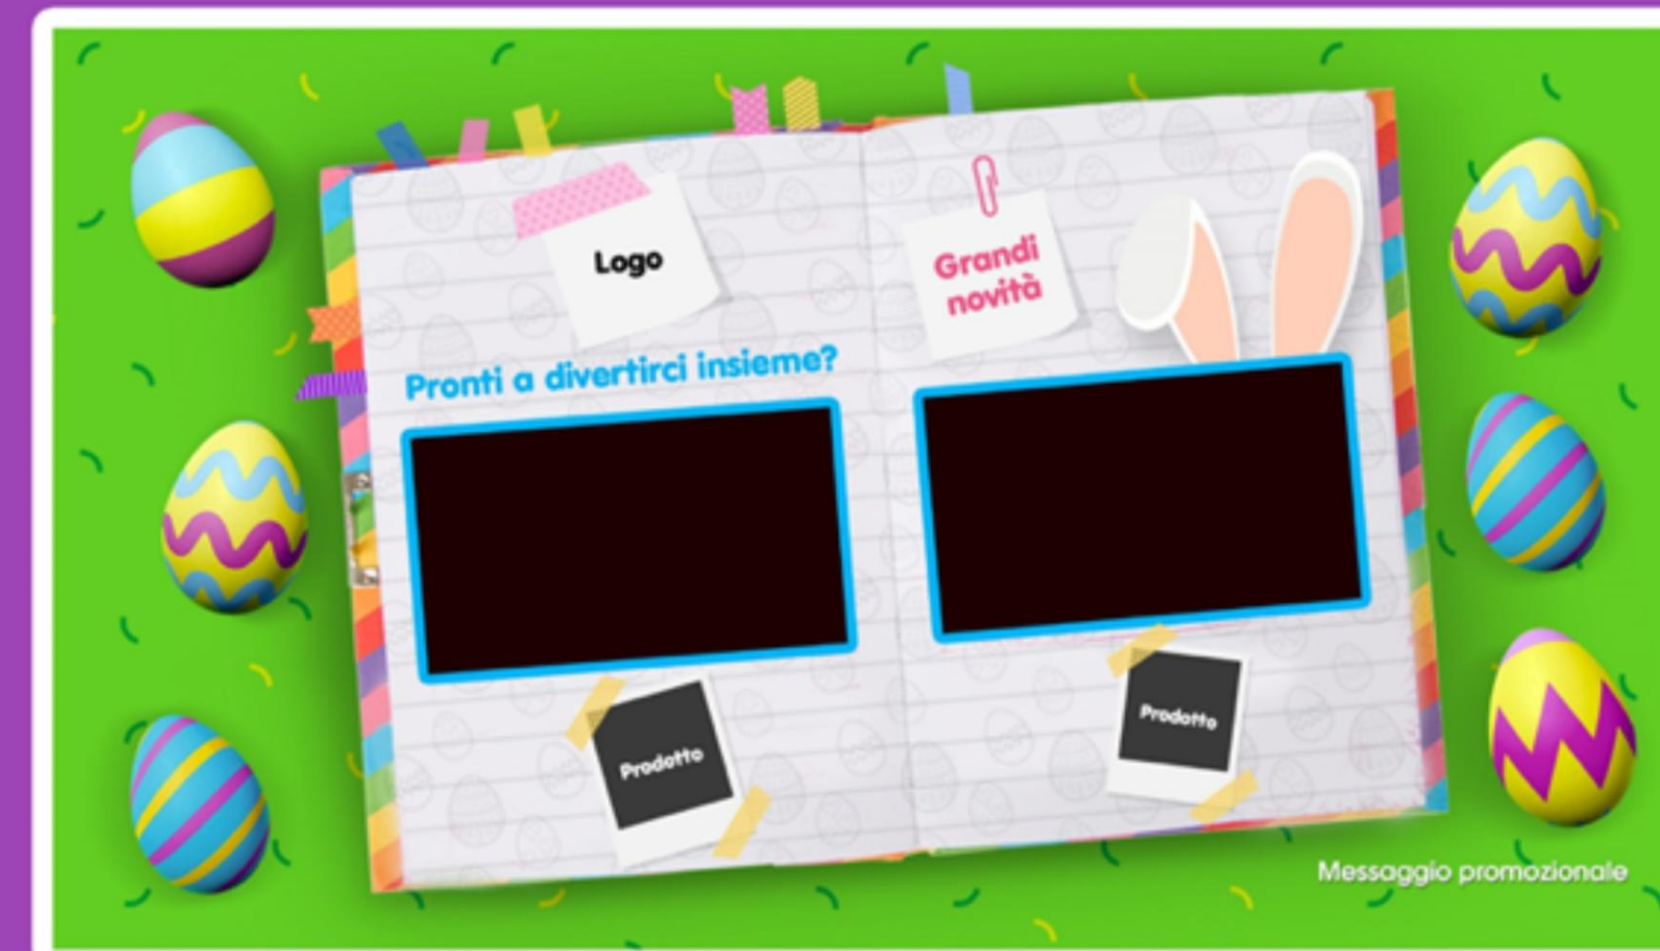 Logo
Pronti a divertirci insieme?
Grandi
novità
Prodotto
Prodotto
Messaggio promozionale